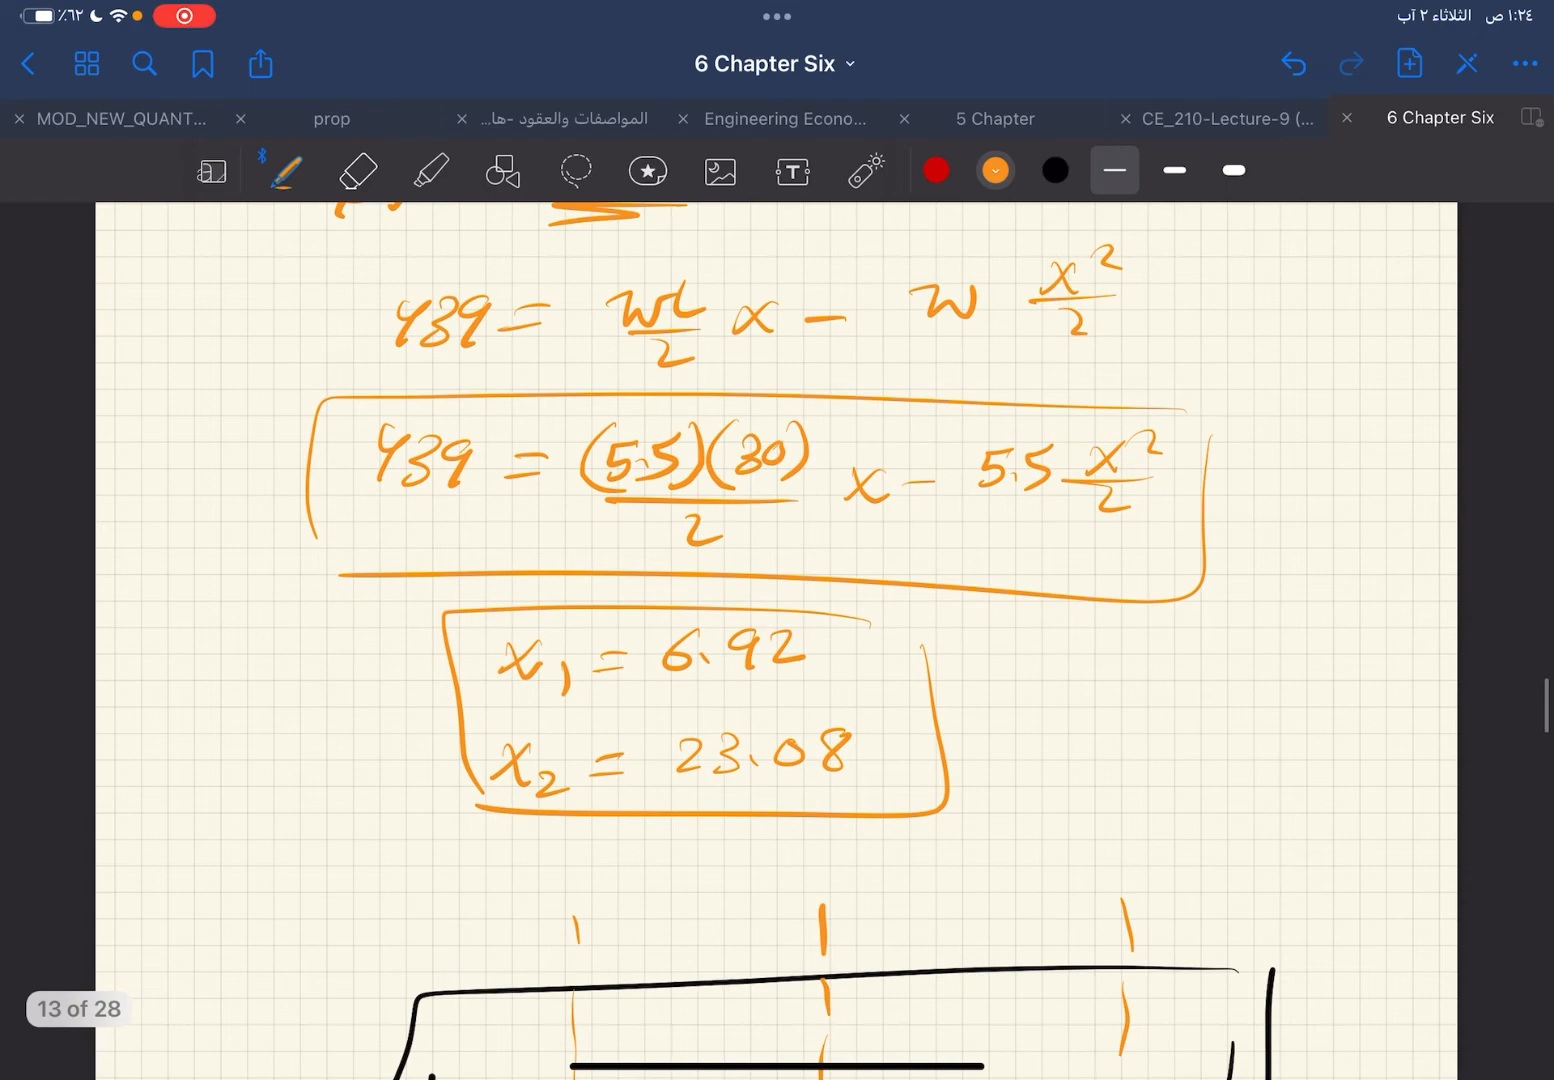 ٪٦٢ ١:٢٤ ص الثلاثاء ٢ آب
6 Chapter Six
MOD_NEW_QUANT... prop المواصفات والعقود -ها... Engineering Econo... 5 Chapter CE_210-Lecture-9 (... 6 Chapter Six
439 = wL/2 x - w x²/2
439 = (5.5)(30)/2 x - 5.5 x²/2
x₁ = 6.92
x₂ = 23.08
13 of 28